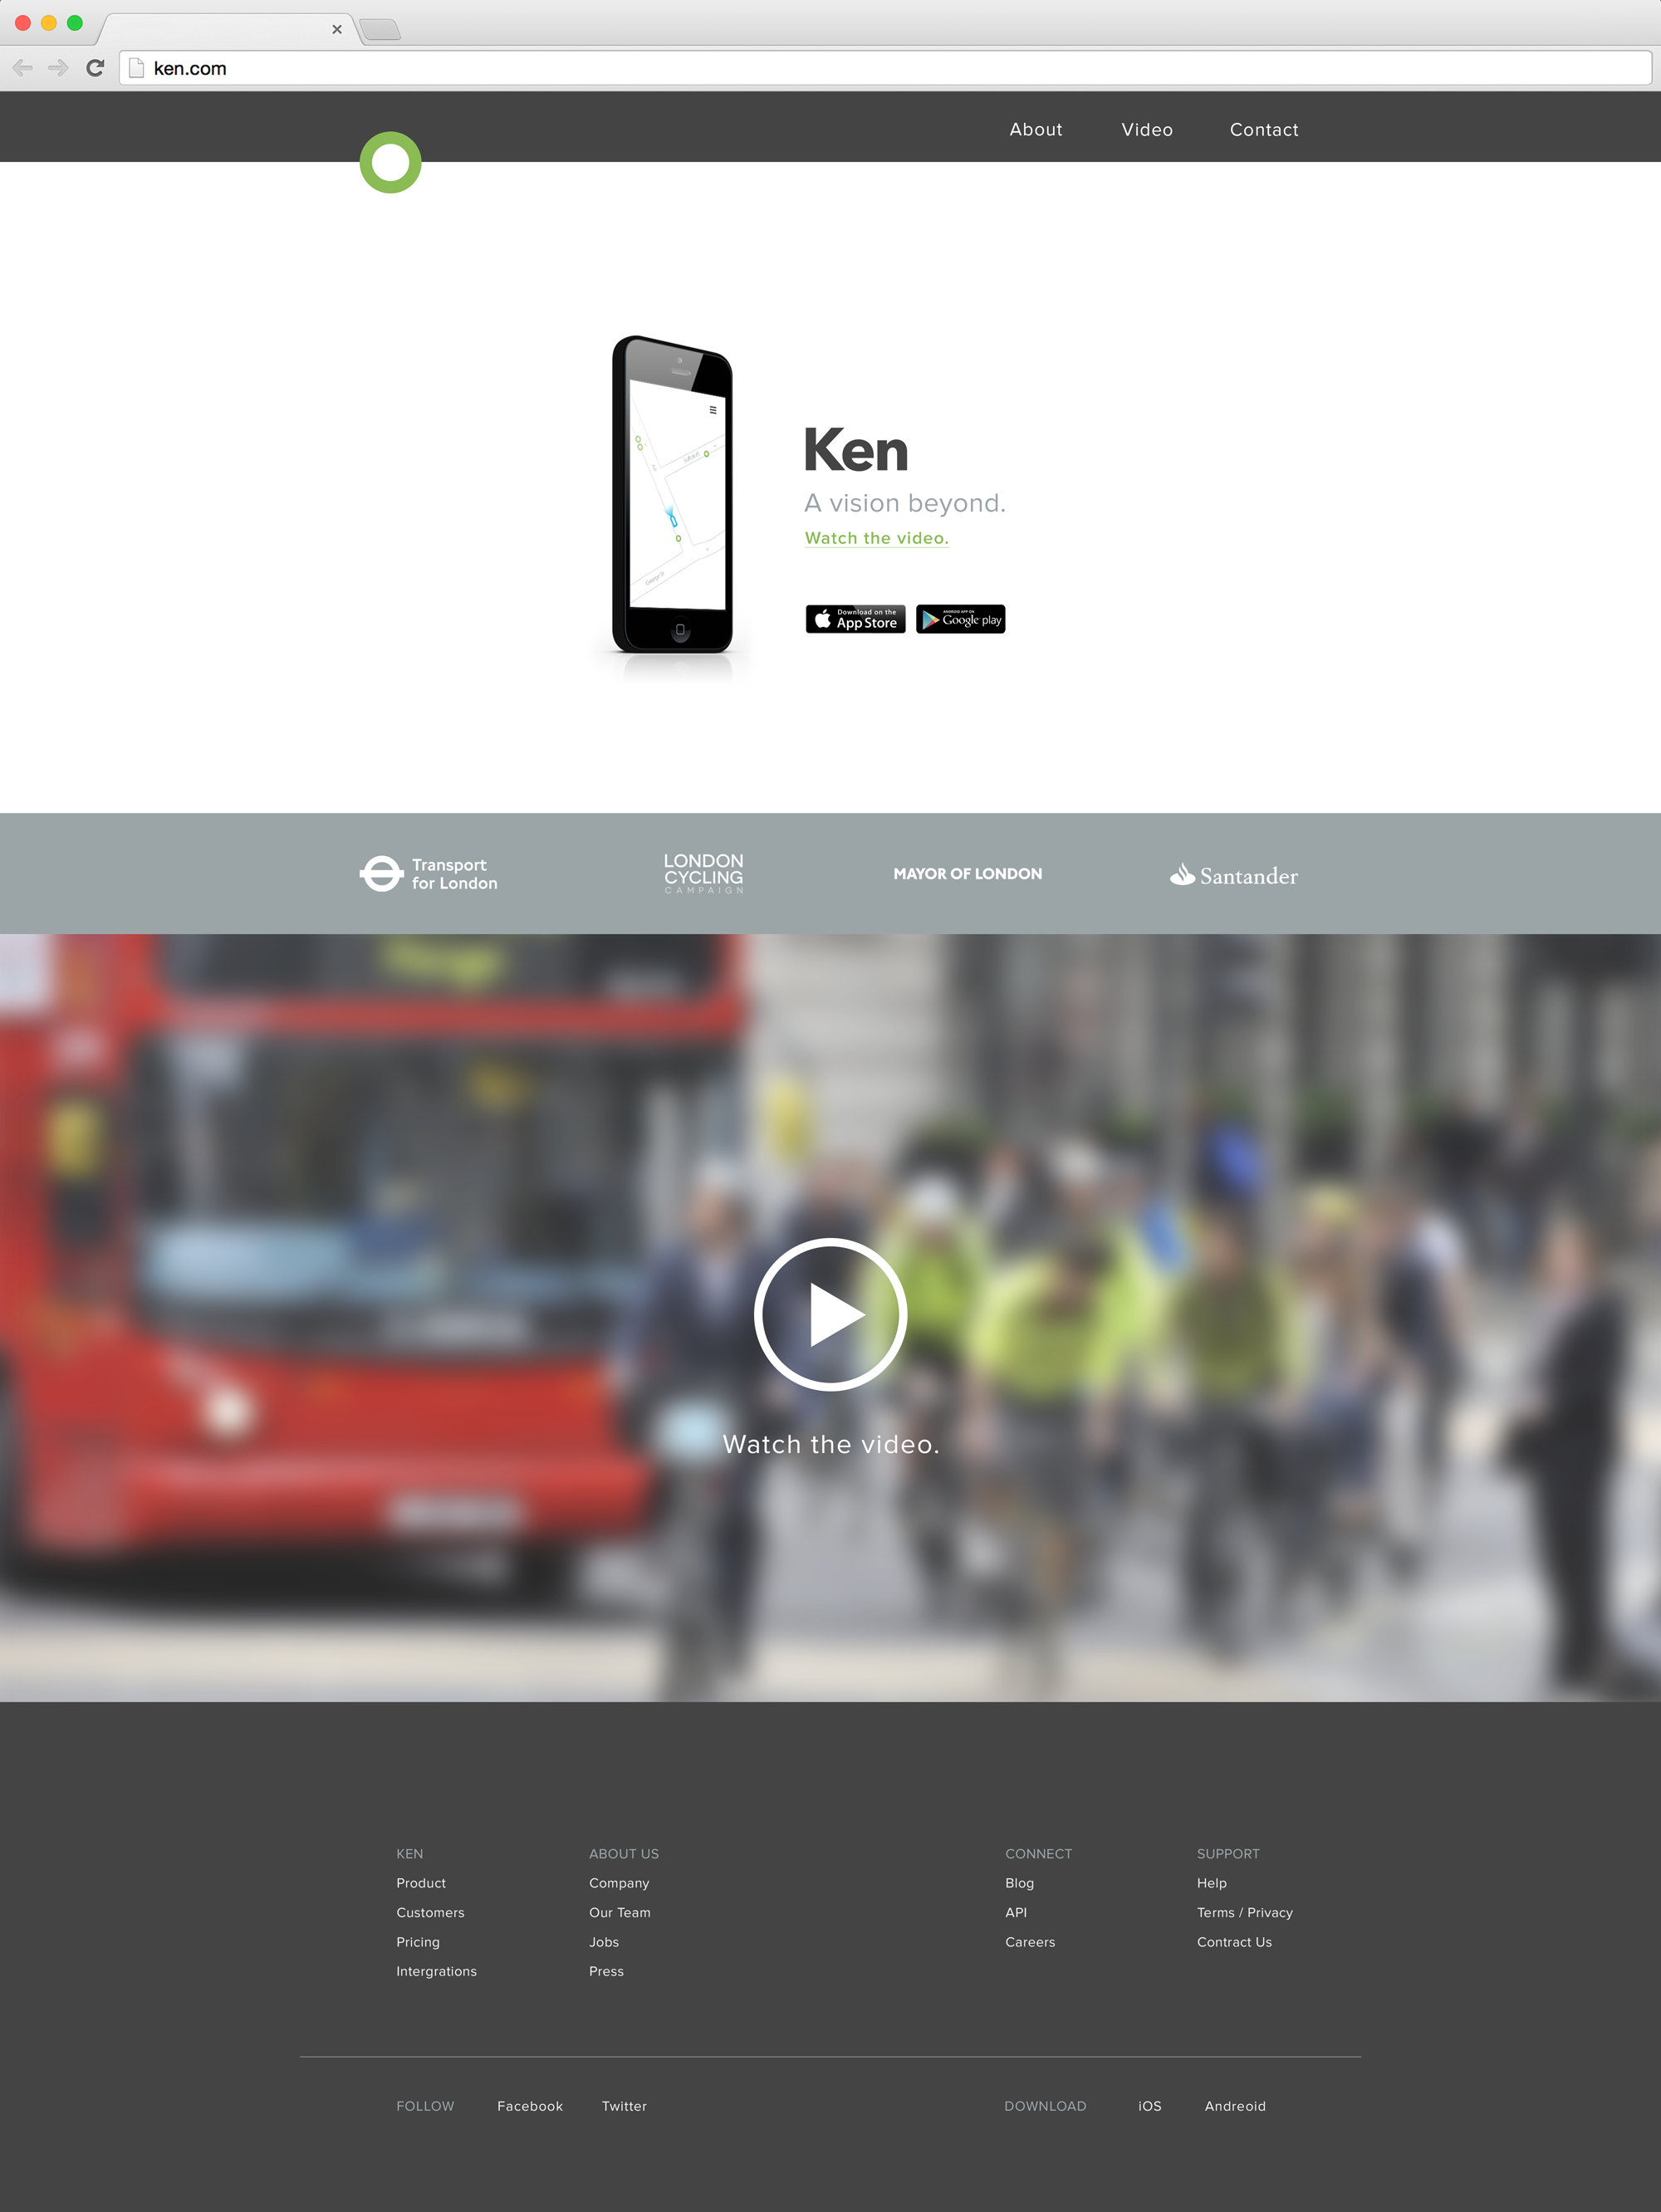 ken.com
About Video Contact
Ken
A vision beyond.
Watch the video.
Download on the
App Store
ANDROID APP ON
Google play
George St
Transport
for London
LONDON
CYCLING
CAMPAIGN
MAYOR OF LONDON
Santander
Watch the video.
KEN
Product
Customers
Pricing
Intergrations
ABOUT US
Company
Our Team
Jobs
Press
CONNECT
Blog
API
Careers
SUPPORT
Help
Terms / Privacy
Contract Us
FOLLOW Facebook Twitter
DOWNLOAD iOS Andreoid